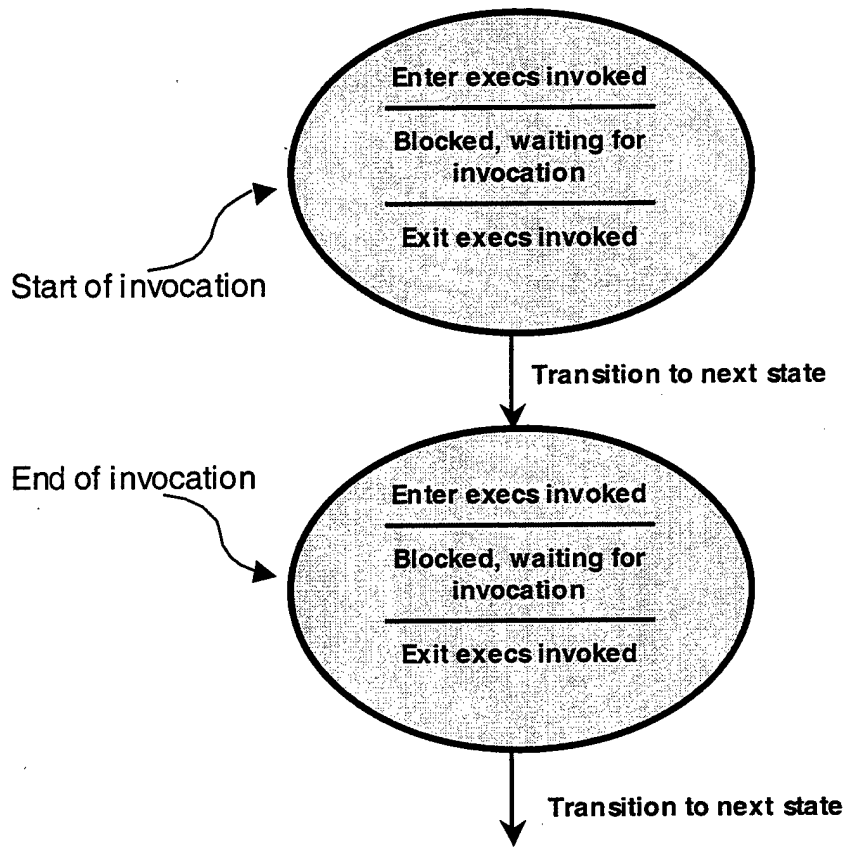 Enter execs invoked
Blocked, waiting for
invocation
Exit execs invoked
Start of invocation
Transition to next state
End of invocation
Enter execs invoked
Blocked, waiting for
invocation
Exit execs invoked
Transition to next state